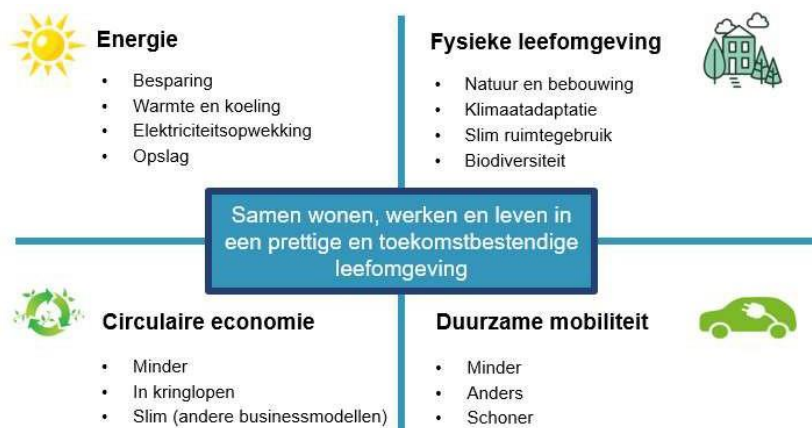 Energie
• Besparing
• Warmte en koeling
• Elektriciteitsopwekking
• Opslag
Fysieke leefomgeving
• Natuur en bebouwing
• Klimaatadaptatie
• Slim ruimtegebruik
• Biodiversiteit
Samen wonen, werken en leven in
een prettige en toekomstbestendige
leefomgeving
Circulaire economie
• Minder
• In kringlopen
• Slim (andere businessmodellen)
Duurzame mobiliteit
• Minder
• Anders
• Schoner